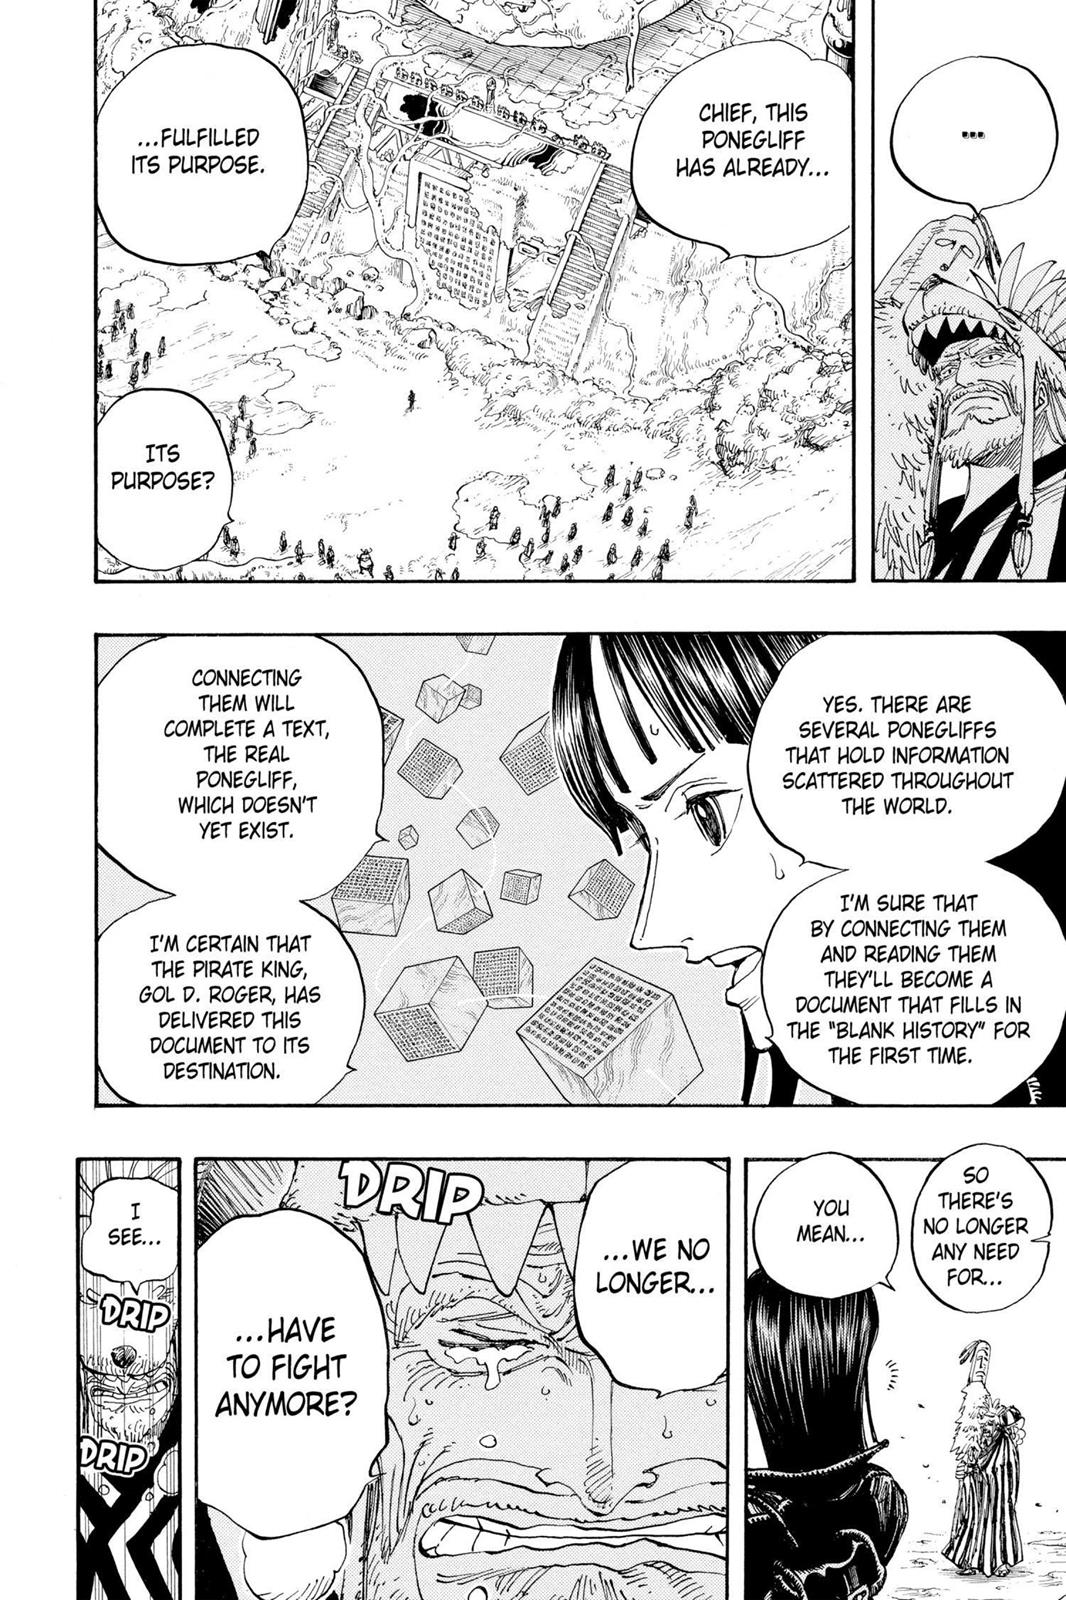 ...
CHIEF, THIS
PONEGLIFF
HAS ALREADY...
...FULFILLED
ITS PURPOSE.
ITS
PURPOSE?
YES. THERE ARE
SEVERAL PONEGLIFFS
THAT HOLD INFORMATION
SCATTERED THROUGHOUT
THE WORLD.
I'M SURE THAT
BY CONNECTING THEM
AND READING THEM
THEY'LL BECOME A
DOCUMENT THAT FILLS IN
THE "BLANK HISTORY" FOR
THE FIRST TIME.
CONNECTING
THEM WILL
COMPLETE A TEXT,
THE REAL
PONEGLIFF,
WHICH DOESN'T
YET EXIST.
I'M CERTAIN THAT
THE PIRATE KING,
GOL D. ROGER, HAS
DELIVERED THIS
DOCUMENT TO ITS
DESTINATION.
SO
THERE'S
NO LONGER
ANY NEED
FOR...
YOU
MEAN...
...WE NO
LONGER...
DRIP
...HAVE
TO FIGHT
ANYMORE?
I
SEE...
DRIP
DRIP